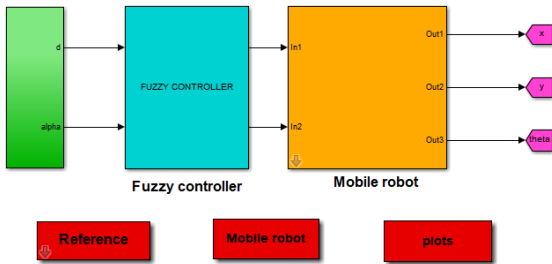 d
alpha
FUZZY CONTROLLER
In1
In2
Out1
Out2
Out3
x
y
theta
Fuzzy controller
Mobile robot
Reference
Mobile robot
plots